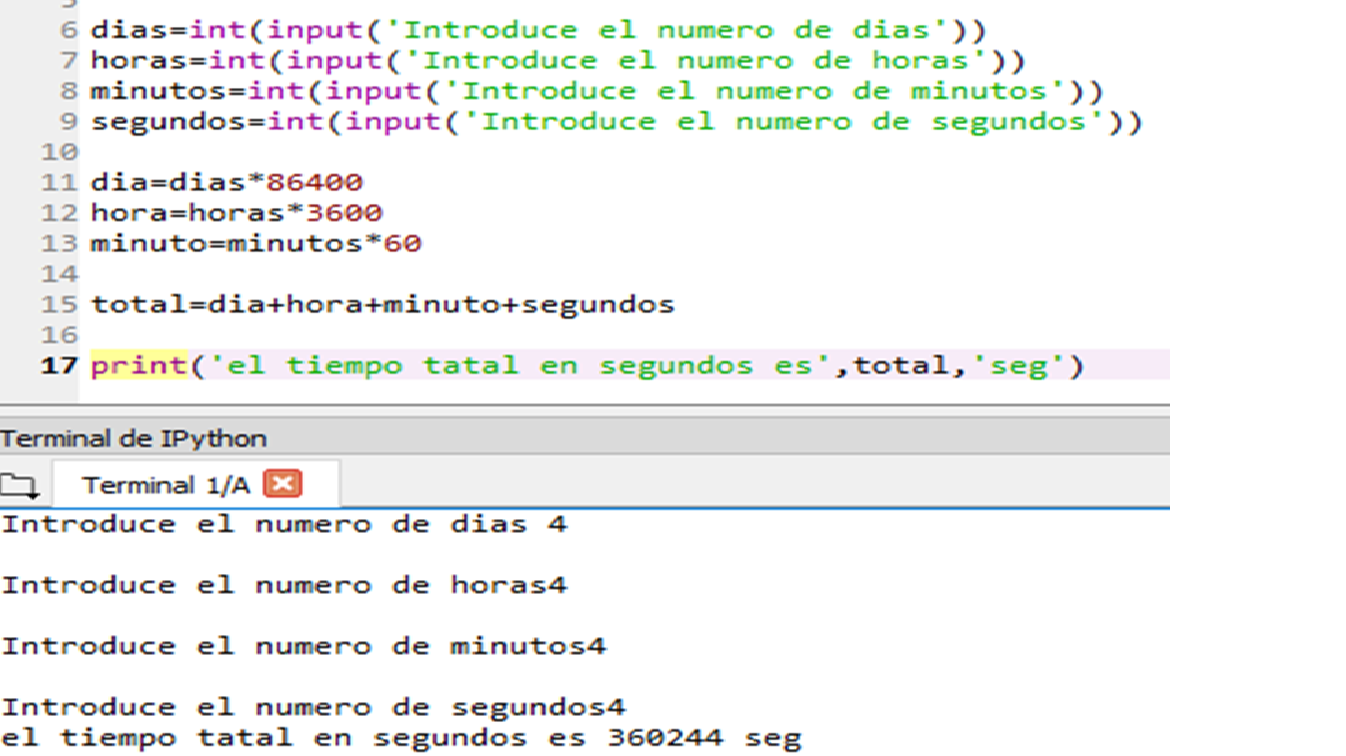 6 dias=int(input('Introduce el numero de dias'))
7 horas=int(input('Introduce el numero de horas'))
8 minutos=int(input('Introduce el numero de minutos'))
9 segundos=int(input('Introduce el numero de segundos'))
10
11 dia=dias*86400
12 hora=horas*3600
13 minuto=minutos*60
14
15 total=dia+hora+minuto+segundos
16
17 print('el tiempo tatal en segundos es',total,'seg')
Terminal de IPython
Terminal 1/A
Introduce el numero de dias 4
Introduce el numero de horas4
Introduce el numero de minutos4
Introduce el numero de segundos4
el tiempo tatal en segundos es 360244 seg